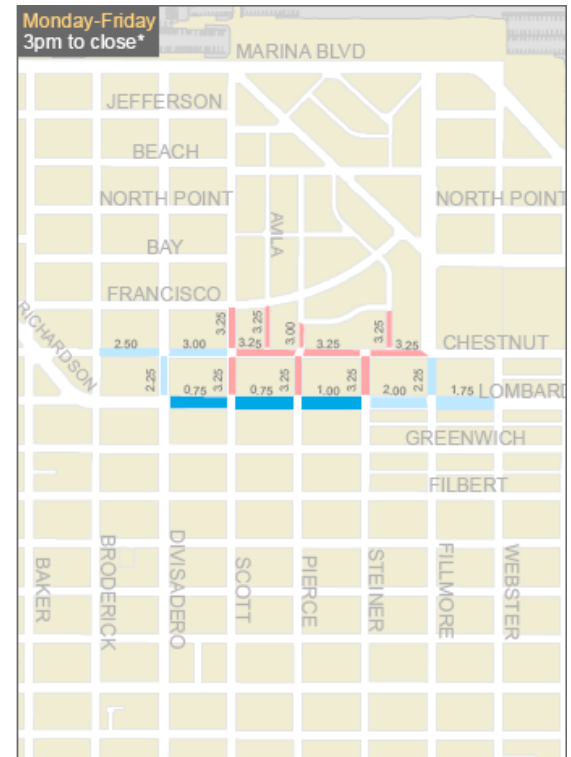 Monday-Friday
3pm to close*
MARINA BLVD
JEFFERSON
BEACH
NORTH POINT
NORTH POINT
AVILA
BAY
FRANCISCO
RICHARDSON
3.25
3.25
3.00
3.25
2.50
3.00
3.25
3.25
3.25
CHESTNUT
2.25
3.25
3.25
3.25
2.25
0.75
0.75
1.00
2.00
1.75
LOMBARD
GREENWICH
FILBERT
BAKER
BRODERICK
DIVISADERO
SCOTT
PIERCE
STEINER
FILLMORE
WEBSTER